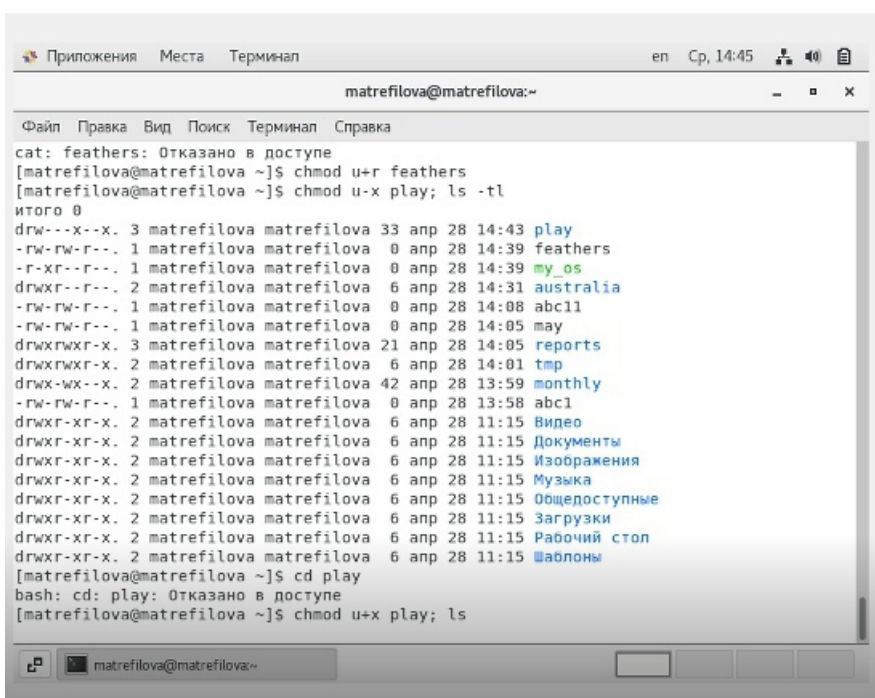 Приложения Места Терминал en Ср, 14:45
matrefilova@matrefilova:~
Файл Правка Вид Поиск Терминал Справка
cat: feathers: Отказано в доступе
[matrefilova@matrefilova ~]$ chmod u+r feathers
[matrefilova@matrefilova ~]$ chmod u-x play; ls -tl
итого 0
drw---x--x. 3 matrefilova matrefilova 33 апр 28 14:43 play
-rw-rw-r--. 1 matrefilova matrefilova 0 апр 28 14:39 feathers
-r-xr--r--. 1 matrefilova matrefilova 0 апр 28 14:39 my_os
drwxr--r--. 2 matrefilova matrefilova 6 апр 28 14:31 australia
-rw-rw-r--. 1 matrefilova matrefilova 0 апр 28 14:08 abc11
-rw-rw-r--. 1 matrefilova matrefilova 0 апр 28 14:05 may
drwxrwxr-x. 3 matrefilova matrefilova 21 апр 28 14:05 reports
drwxrwxr-x. 2 matrefilova matrefilova 6 апр 28 14:01 tmp
drwx-wx--x. 2 matrefilova matrefilova 42 апр 28 13:59 monthly
-rw-rw-r--. 1 matrefilova matrefilova 0 апр 28 13:58 abc1
drwxr-xr-x. 2 matrefilova matrefilova 6 апр 28 11:15 Видео
drwxr-xr-x. 2 matrefilova matrefilova 6 апр 28 11:15 Документы
drwxr-xr-x. 2 matrefilova matrefilova 6 апр 28 11:15 Изображения
drwxr-xr-x. 2 matrefilova matrefilova 6 апр 28 11:15 Музыка
drwxr-xr-x. 2 matrefilova matrefilova 6 апр 28 11:15 Общедоступные
drwxr-xr-x. 2 matrefilova matrefilova 6 апр 28 11:15 Загрузки
drwxr-xr-x. 2 matrefilova matrefilova 6 апр 28 11:15 Рабочий стол
drwxr-xr-x. 2 matrefilova matrefilova 6 апр 28 11:15 Шаблоны
[matrefilova@matrefilova ~]$ cd play
bash: cd: play: Отказано в доступе
[matrefilova@matrefilova ~]$ chmod u+x play; ls
matrefilova@matrefilova:~